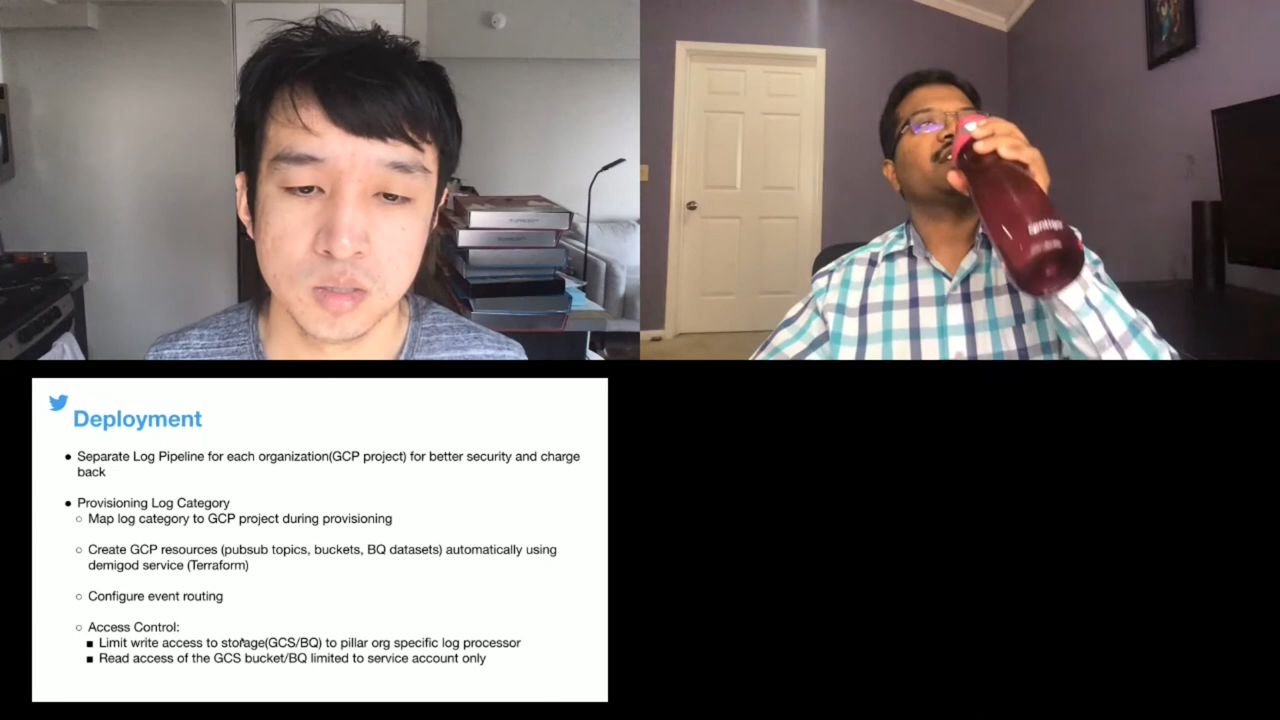 Deployment
● Separate Log Pipeline for each organization(GCP project) for better security and charge
back
● Provisioning Log Category
○ Map log category to GCP project during provisioning
○ Create GCP resources (pubsub topics, buckets, BQ datasets) automatically using
demigod service (Terraform)
○ Configure event routing
○ Access Control:
■ Limit write access to storage(GCS/BQ) to pillar org specific log processor
■ Read access of the GCS bucket/BQ limited to service account only